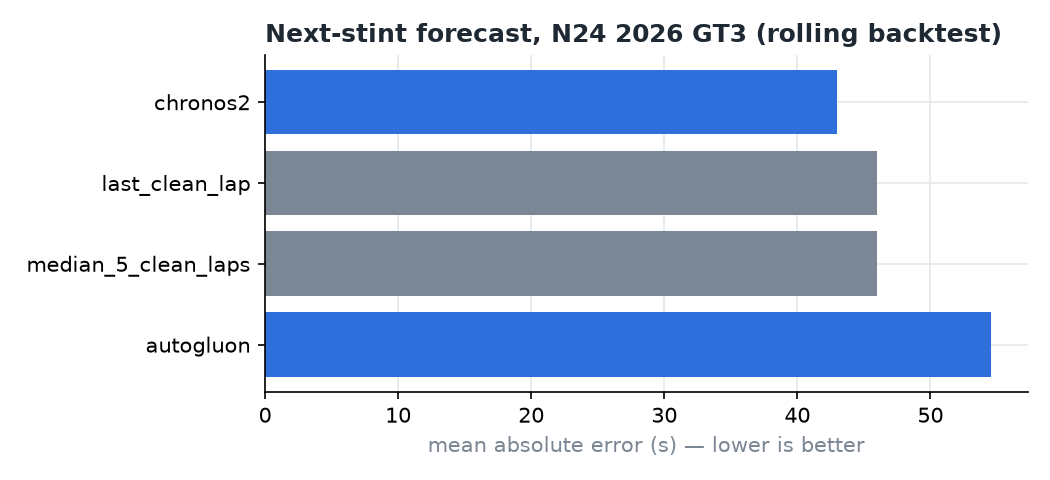 Next-stint forecast, N24 2026 GT3 (rolling backtest)
chronos2
last_clean_lap
median_5_clean_laps
autogluon
0 10 20 30 40 50
mean absolute error (s) — lower is better